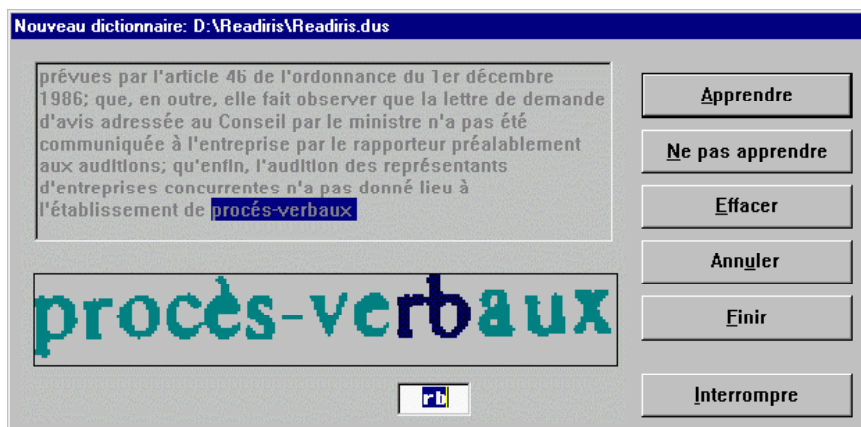 Nouveau dictionnaire: D:\Readiris\Readiris.dus
prévues par l'article 46 de l'ordonnance du 1er décembre
1986; que, en outre, elle fait observer que la lettre de demande
d'avis adressée au Conseil par le ministre n'a pas été
communiquée à l'entreprise par le rapporteur préalablement
aux auditions; qu'enfin, l'audition des représentants
d'entreprises concurrentes n'a pas donné lieu à
l'établissement de procés-verbaux
procès-verbaux
rb
Apprendre
Ne pas apprendre
Effacer
Annuler
Finir
Interrompre